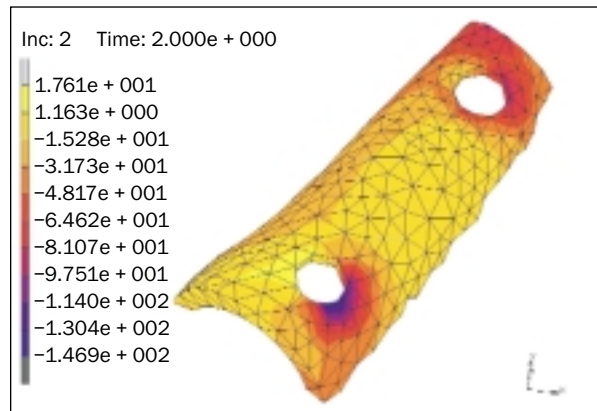 Inc: 2 Time: 2.000e + 000
1.761e + 001
1.163e + 000
−1.528e + 001
−3.173e + 001
−4.817e + 001
−6.462e + 001
−8.107e + 001
−9.751e + 001
−1.140e + 002
−1.304e + 002
−1.469e + 002